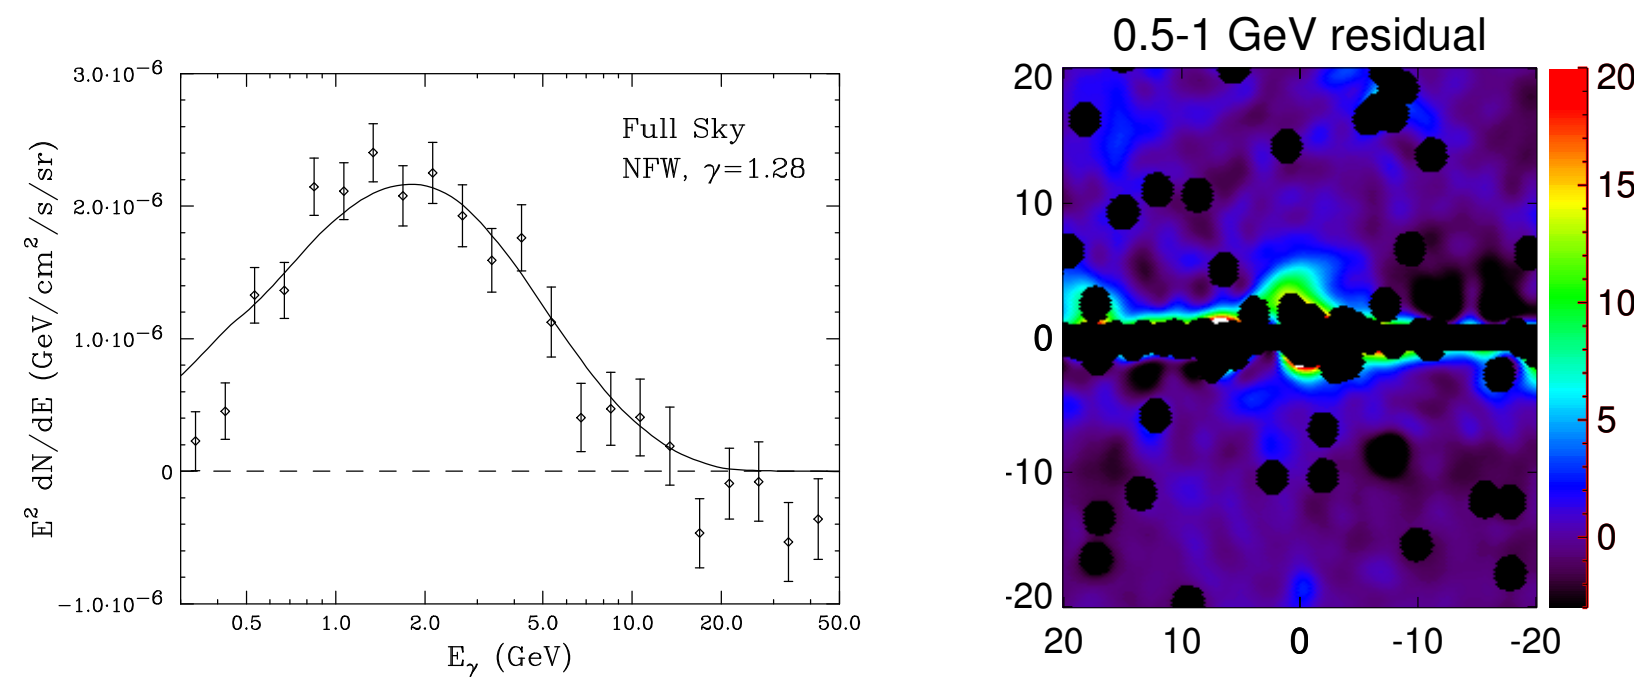 3.0·10⁻⁶
2.0·10⁻⁶
1.0·10⁻⁶
0
−1.0·10⁻⁶
E² dN/dE (GeV/cm²/s/sr)
Full Sky
NFW, γ=1.28
0.5 1.0 2.0 5.0 10.0 20.0 50.0
Eγ (GeV)
0.5-1 GeV residual
20
10
0
-10
-20
20 10 0 -10 -20
20
15
10
5
0